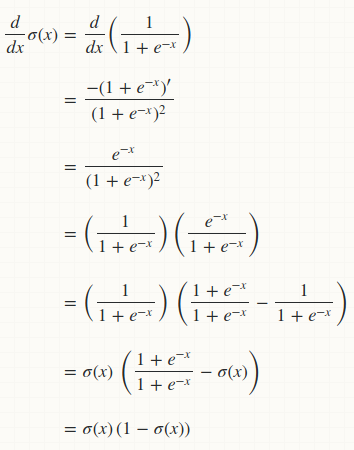 d/dx σ(x) = d/dx (1/(1 + e⁻ˣ))
= −(1 + e⁻ˣ)′/(1 + e⁻ˣ)²
= e⁻ˣ/(1 + e⁻ˣ)²
= (1/(1 + e⁻ˣ)) (e⁻ˣ/(1 + e⁻ˣ))
= (1/(1 + e⁻ˣ)) ((1 + e⁻ˣ)/(1 + e⁻ˣ) − 1/(1 + e⁻ˣ))
= σ(x) ((1 + e⁻ˣ)/(1 + e⁻ˣ) − σ(x))
= σ(x) (1 − σ(x))